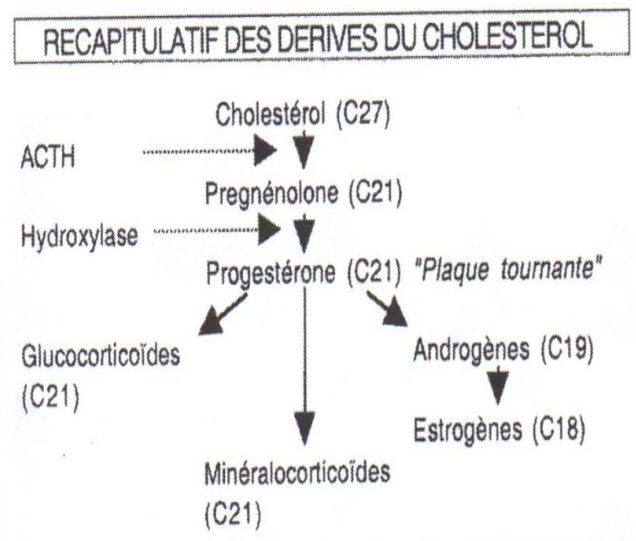 RECAPITULATIF DES DERIVES DU CHOLESTEROL
Cholestérol (C27)
ACTH
Pregnénolone (C21)
Hydroxylase
Progestérone (C21) "Plaque tournante"
Glucocorticoïdes
(C21)
Androgènes (C19)
Estrogènes (C18)
Minéralocorticoïdes
(C21)